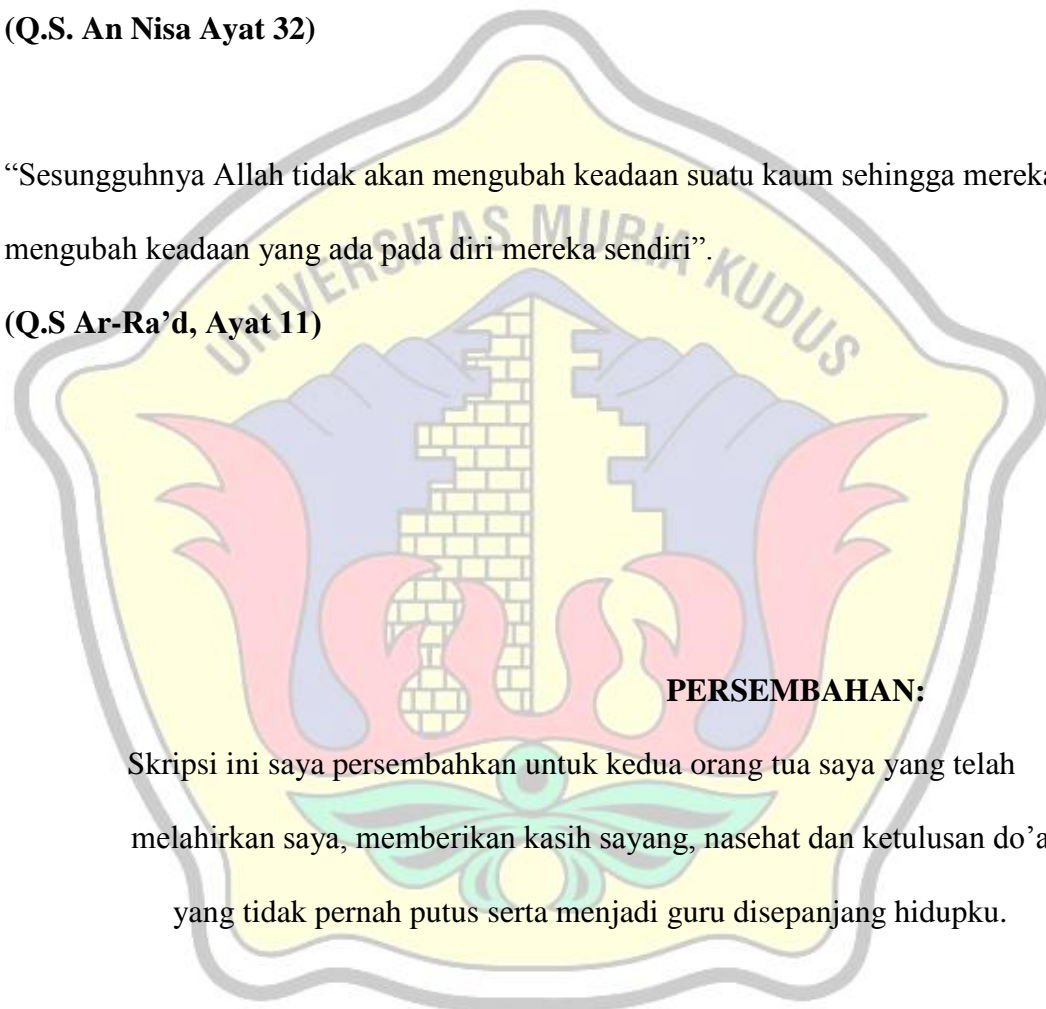 (Q.S. An Nisa Ayat 32)
“Sesungguhnya Allah tidak akan mengubah keadaan suatu kaum sehingga mereka
mengubah keadaan yang ada pada diri mereka sendiri”.
UNIVERSITAS MURIA KUDUS
(Q.S Ar-Ra’d, Ayat 11)
PERSEMBAHAN:
Skripsi ini saya persembahkan untuk kedua orang tua saya yang telah
melahirkan saya, memberikan kasih sayang, nasehat dan ketulusan do’a
yang tidak pernah putus serta menjadi guru disepanjang hidupku.